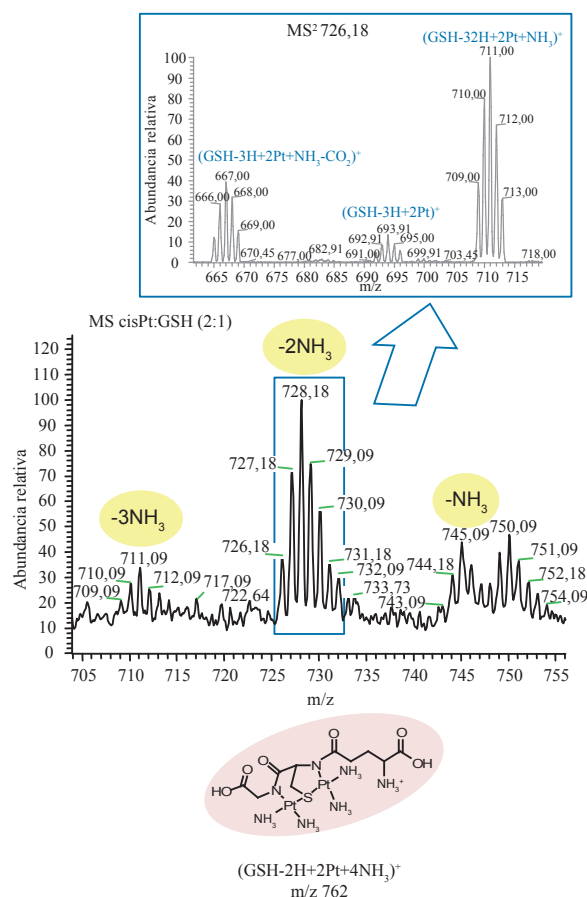 MS² 726,18
(GSH-32H+2Pt+NH₃)⁺
711,00
710,00
712,00
709,00
713,00
(GSH-3H+2Pt+NH₃-CO₂)⁺
667,00
666,00
668,00
669,00
670,45
677,00
682,91
(GSH-3H+2Pt)⁺
693,91
692,91
695,00
691,00
699,91
703,45
718,00
Abundancia relativa
100
90
80
70
60
50
40
30
20
10
0
665 670 675 680 685 690 695 700 705 710 715
m/z
MS cisPt:GSH (2:1)
-2NH₃
728,18
727,18
729,09
730,09
726,18
731,18
732,09
733,73
-3NH₃
711,09
710,09
712,09
709,09
717,09
722,64
-NH₃
745,09
750,09
744,18
751,09
752,18
743,09
754,09
Abundancia relativa
120
110
100
90
80
70
60
50
40
30
20
10
0
705 710 715 720 725 730 735 740 745 750 755
m/z
O
O
O
OH
N
NH₃
NH₃⁺
O
Pt
HO
N
S
NH₃
Pt
NH₃
NH₃
(GSH-2H+2Pt+4NH₃)⁺
m/z 762